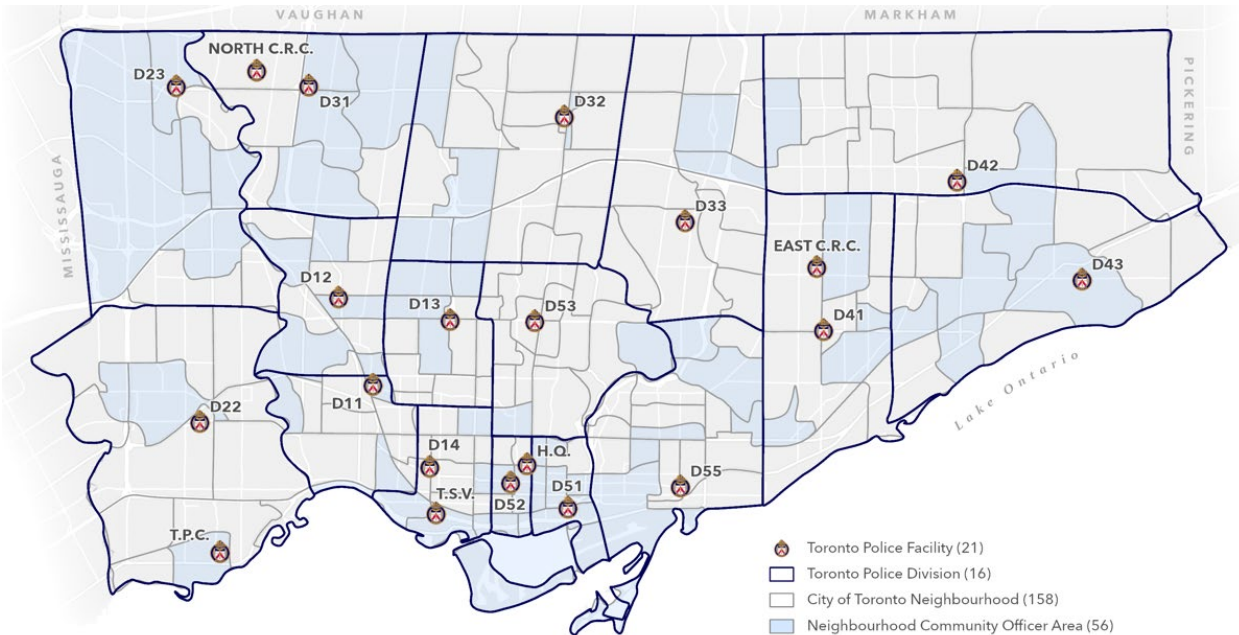 VAUGHAN
MARKHAM
PICKERING
MISSISSAUGA
NORTH C.R.C.
D23
D31
D32
D42
D33
EAST C.R.C.
D43
D12
D13
D53
D41
Lake Ontario
D11
D22
D14
H.Q.
D55
T.S.V.
D52
D51
T.P.C.
Toronto Police Facility (21)
Toronto Police Division (16)
City of Toronto Neighbourhood (158)
Neighbourhood Community Officer Area (56)